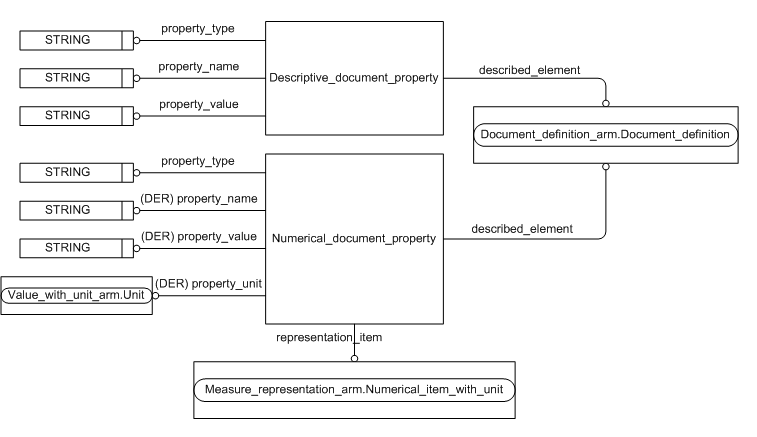 property_type
STRING
property_name
STRING
Descriptive_document_property
described_element
property_value
STRING
Document_definition_arm.Document_definition
property_type
STRING
(DER) property_name
STRING
(DER) property_value
STRING
Numerical_document_property
described_element
(DER) property_unit
Value_with_unit_arm.Unit
representation_item
Measure_representation_arm.Numerical_item_with_unit